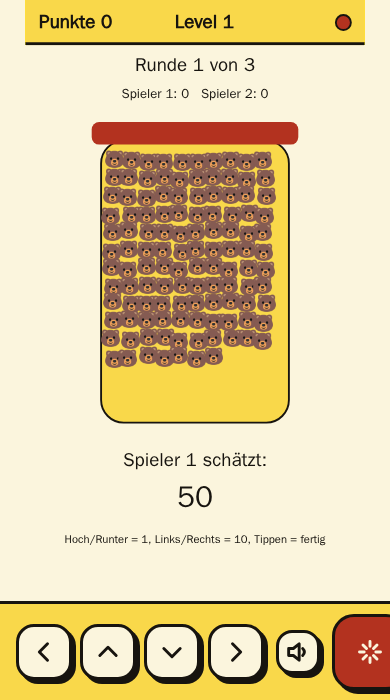 Punkte 0 Level 1
Runde 1 von 3
Spieler 1: 0 Spieler 2: 0
Spieler 1 schätzt:
50
Hoch/Runter = 1, Links/Rechts = 10, Tippen = fertig